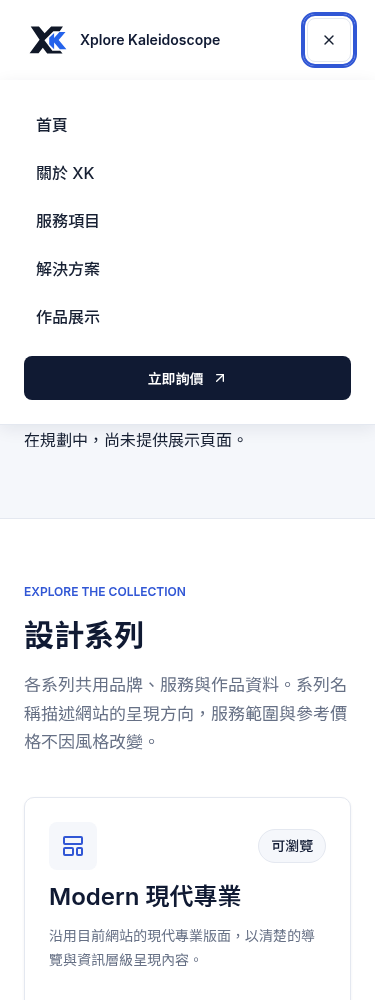 Xplore Kaleidoscope
首頁
關於 XK
服務項目
解決方案
作品展示
立即詢價
在規劃中，尚未提供展示頁面。
EXPLORE THE COLLECTION
設計系列
各系列共用品牌、服務與作品資料。系列名
稱描述網站的呈現方向，服務範圍與參考價
格不因風格改變。
可瀏覽
Modern 現代專業
沿用目前網站的現代專業版面，以清楚的導
覽與資訊層級呈現內容。